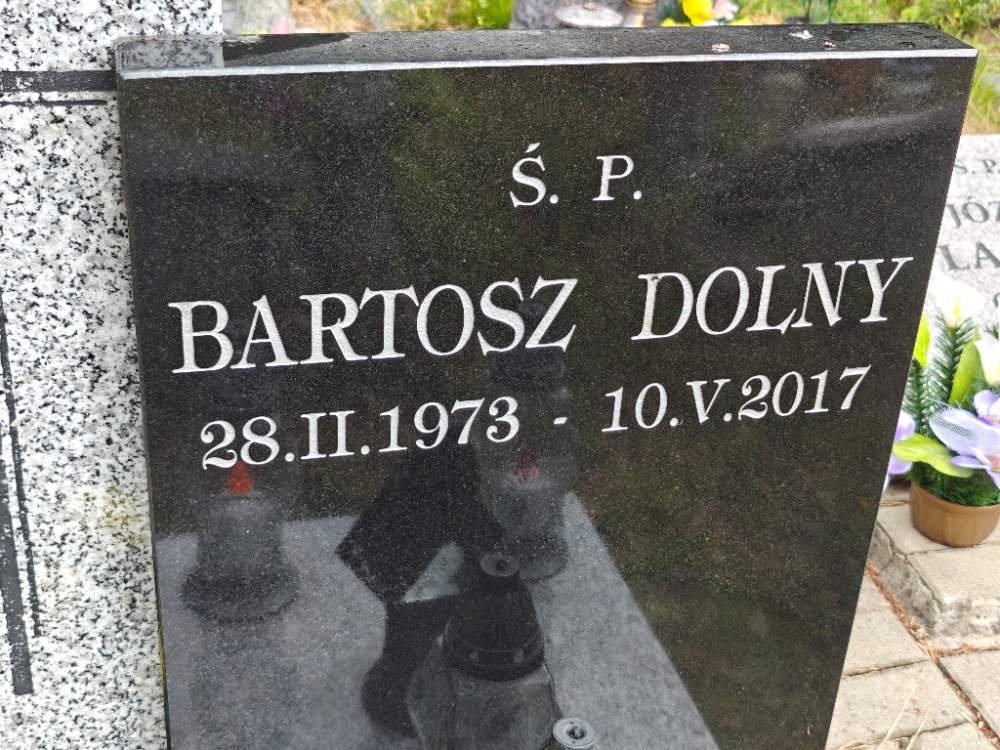 Ś. P.
BARTOSZ DOLNY
28.II.1973 - 10.V.2017